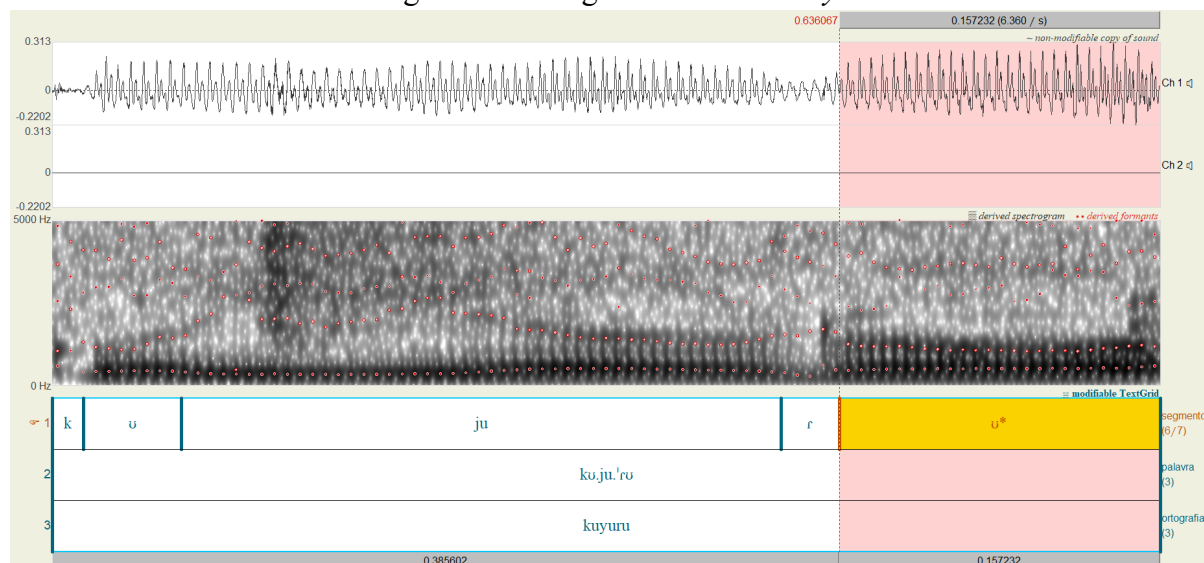 0.636067 0.157232 (6.360 / s)
~ non-modifiable copy of sound
0.313
0
-0.2202
Ch 1
0.313
0
-0.2202
Ch 2
5000 Hz
derived spectrogram derived formants
0 Hz
modifiable TextGrid
1 k ʊ ju ɾ ʊ* segmento (6/7)
2 kʊ.ju.ˈɾʊ palavra (3)
3 kuyuru ortografia (3)
0.385602 0.157232